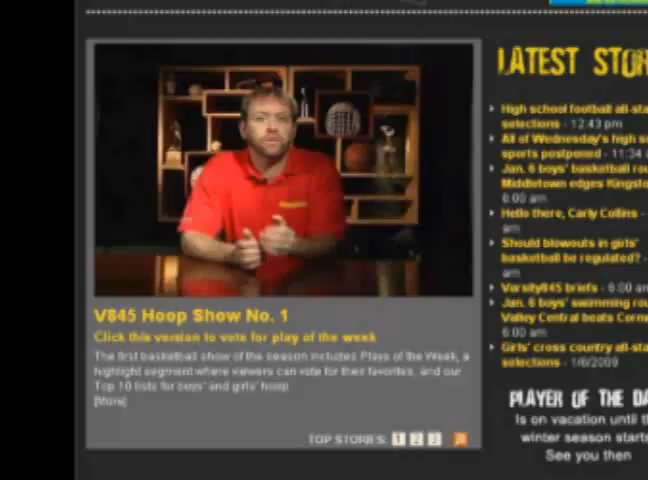 V845 Hoop Show No. 1
Click this version to vote for play of the week
The first basketball show of the season includes Plays of the Week, a
highlight segment where viewers can vote for their favorites, and our
Top 10 lists for boys' and girls' hoop.
[More]
TOP STORIES: 1 2 3
LATEST STOR
High school football all-sta
selections - 12:43 pm
All of Wednesday's high s
sports postponed - 11:34
Jan. 6 boys' basketball rou
Middletown edges Kingsto
6:00 am
Hello there, Carly Collins -
am
Should blowouts in girls'
basketball be regulated? -
am
Varsity845 briefs - 6:00 am
Jan. 6 boys' swimming rou
Valley Central beats Corn
6:00 am
Girls' cross country all-sta
selections - 1/6/2009
PLAYER OF THE DA
Is on vacation until th
winter season starts
See you then